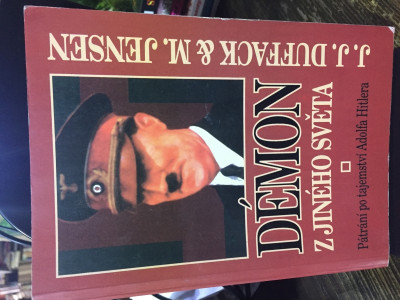 J. J. DUFFACK & M. JENSEN
DÉMON
Z JINÉHO SVĚTA
Pátrání po tajemství Adolfa Hitlera